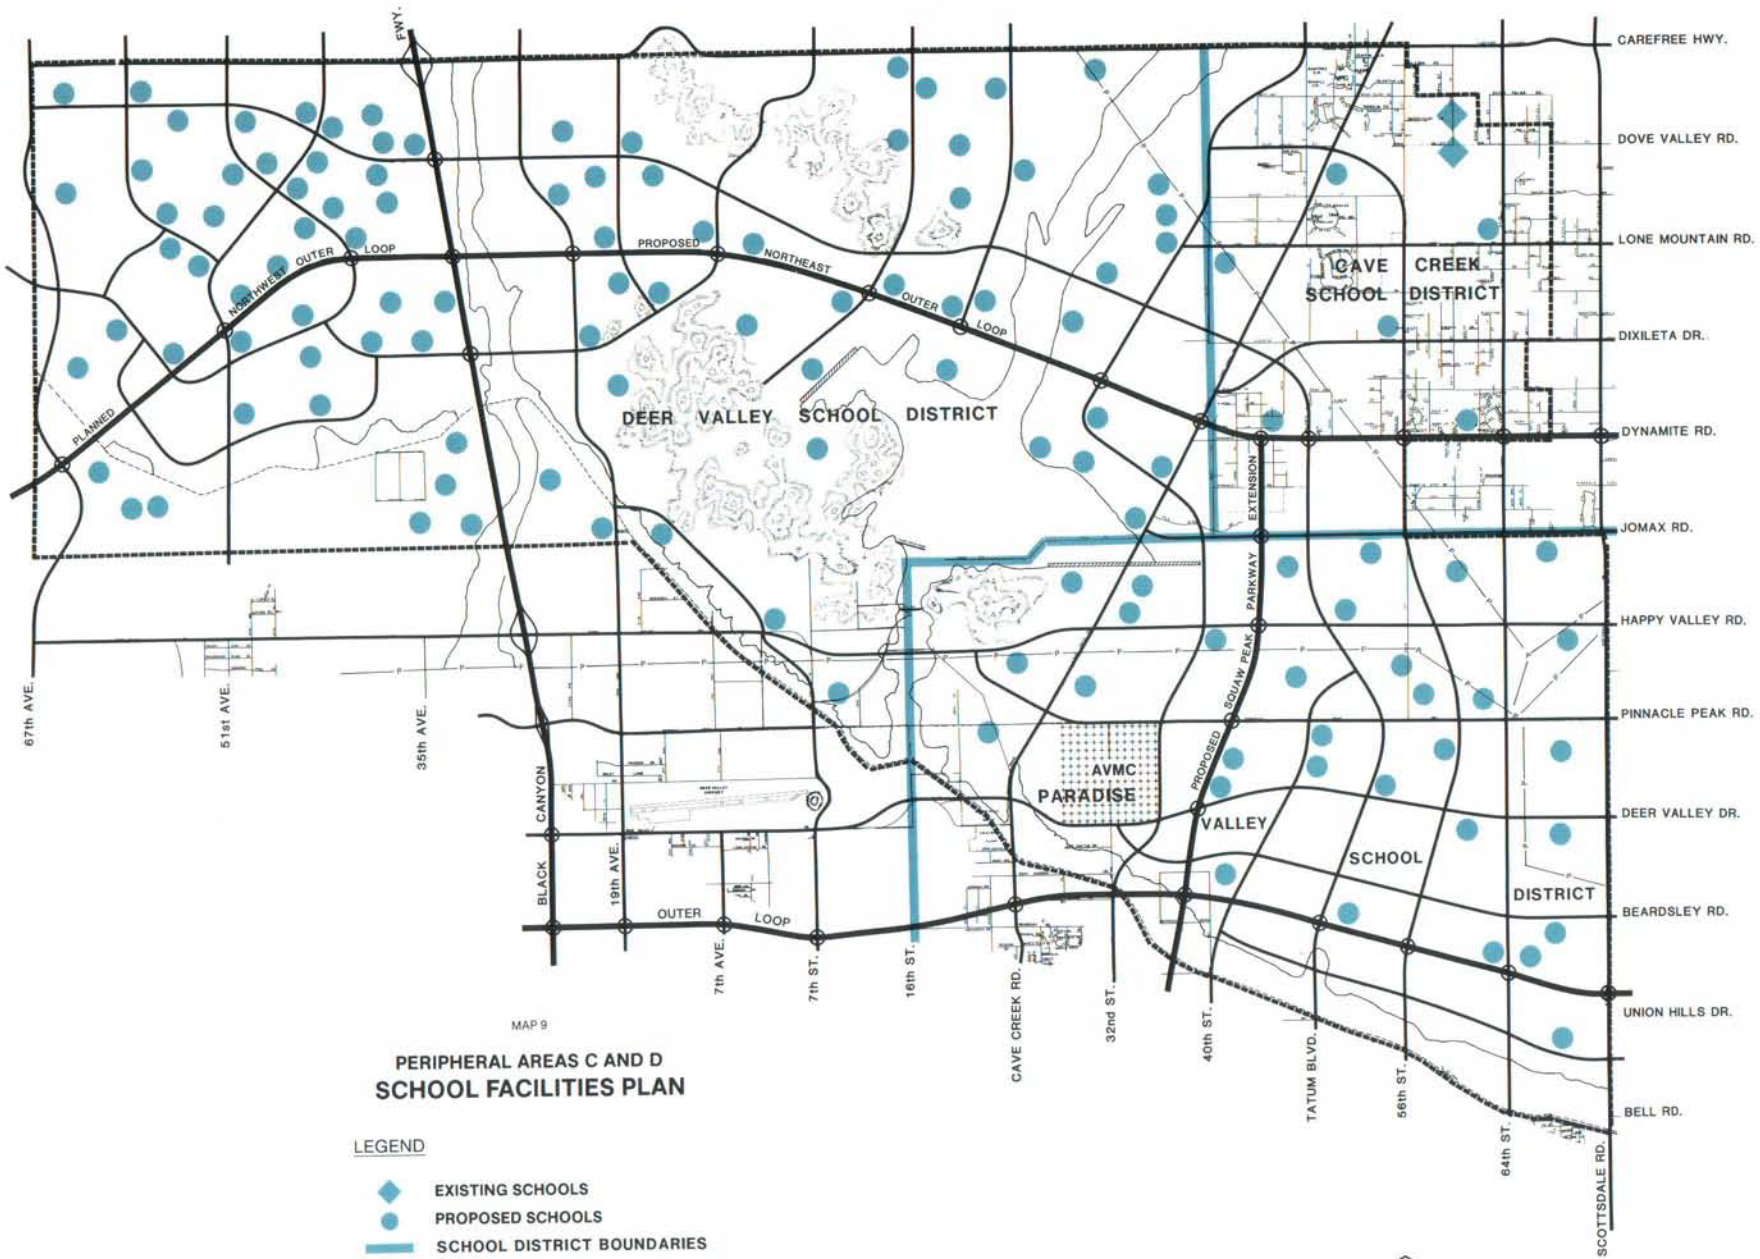 FWY.
CAREFREE HWY.
DOVE VALLEY RD.
LONE MOUNTAIN RD.
DIXILETA DR.
DYNAMITE RD.
JOMAX RD.
HAPPY VALLEY RD.
PINNACLE PEAK RD.
DEER VALLEY DR.
BEARDSLEY RD.
UNION HILLS DR.
BELL RD.
PLANNED
NORTHWEST
OUTER
LOOP
PROPOSED
NORTHEAST
OUTER
LOOP
CAVE CREEK
SCHOOL DISTRICT
DEER VALLEY SCHOOL DISTRICT
EXTENSION
PARKWAY
SQUAW PEAK
PROPOSED
AVMC
PARADISE
VALLEY
SCHOOL
DISTRICT
67th AVE.
51st AVE.
35th AVE.
BLACK CANYON
19th AVE.
OUTER LOOP
7th AVE.
7th ST.
16th ST.
CAVE CREEK RD.
32nd ST.
40th ST.
TATUM BLVD.
56th ST.
64th ST.
SCOTTSDALE RD.
MAP 9
PERIPHERAL AREAS C AND D
SCHOOL FACILITIES PLAN
LEGEND
EXISTING SCHOOLS
PROPOSED SCHOOLS
SCHOOL DISTRICT BOUNDARIES